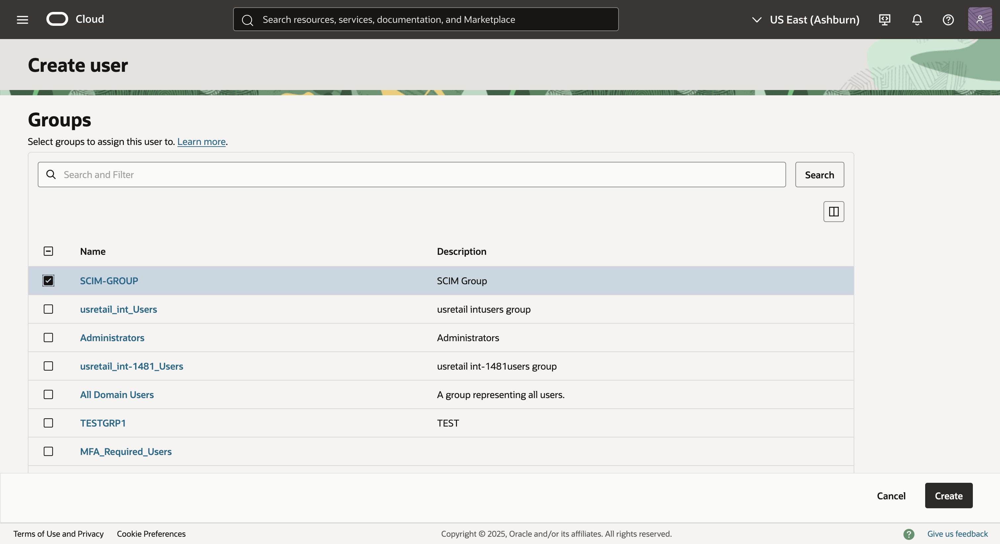 Cloud
Search resources, services, documentation, and Marketplace
US East (Ashburn)
Create user
Groups
Select groups to assign this user to. Learn more.
Search and Filter
Search
Name Description
SCIM-GROUP SCIM Group
usretail_int_Users usretail intusers group
Administrators Administrators
usretail_int-1481_Users usretail int-1481users group
All Domain Users A group representing all users.
TESTGRP1 TEST
MFA_Required_Users
Cancel Create
Terms of Use and Privacy Cookie Preferences Copyright © 2025, Oracle and/or its affiliates. All rights reserved. ? Give us feedback